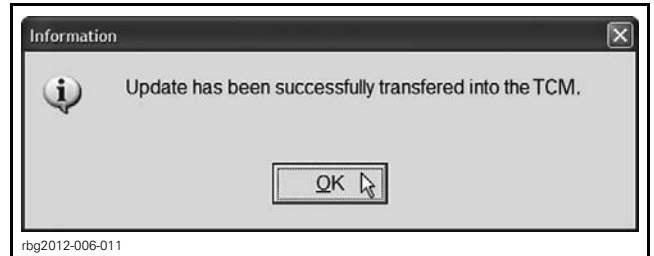 Information
Update has been successfully transfered into the TCM.
OK
rbg2012-006-011